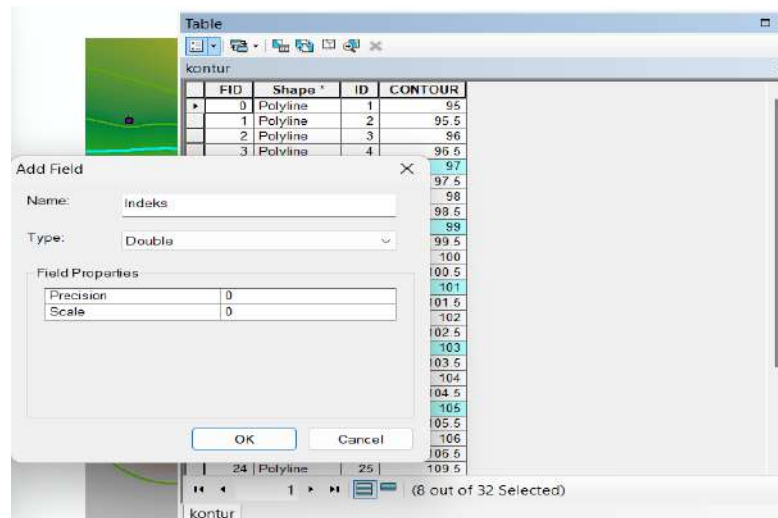 Table
kontur
FID Shape * ID CONTOUR
0 Polyline 1 95
1 Polyline 2 95.5
2 Polyline 3 96
3 Polyline 4 96.5
97
97.5
98
98.5
99
99.5
100
100.5
101
101.5
102
102.5
103
103.5
104
104.5
105
105.5
106
106.5
24 Polyline 25 109.5
1 (8 out of 32 Selected)
kontur
Add Field
Name: Indeks
Type: Double
Field Properties
Precision 0
Scale 0
OK Cancel